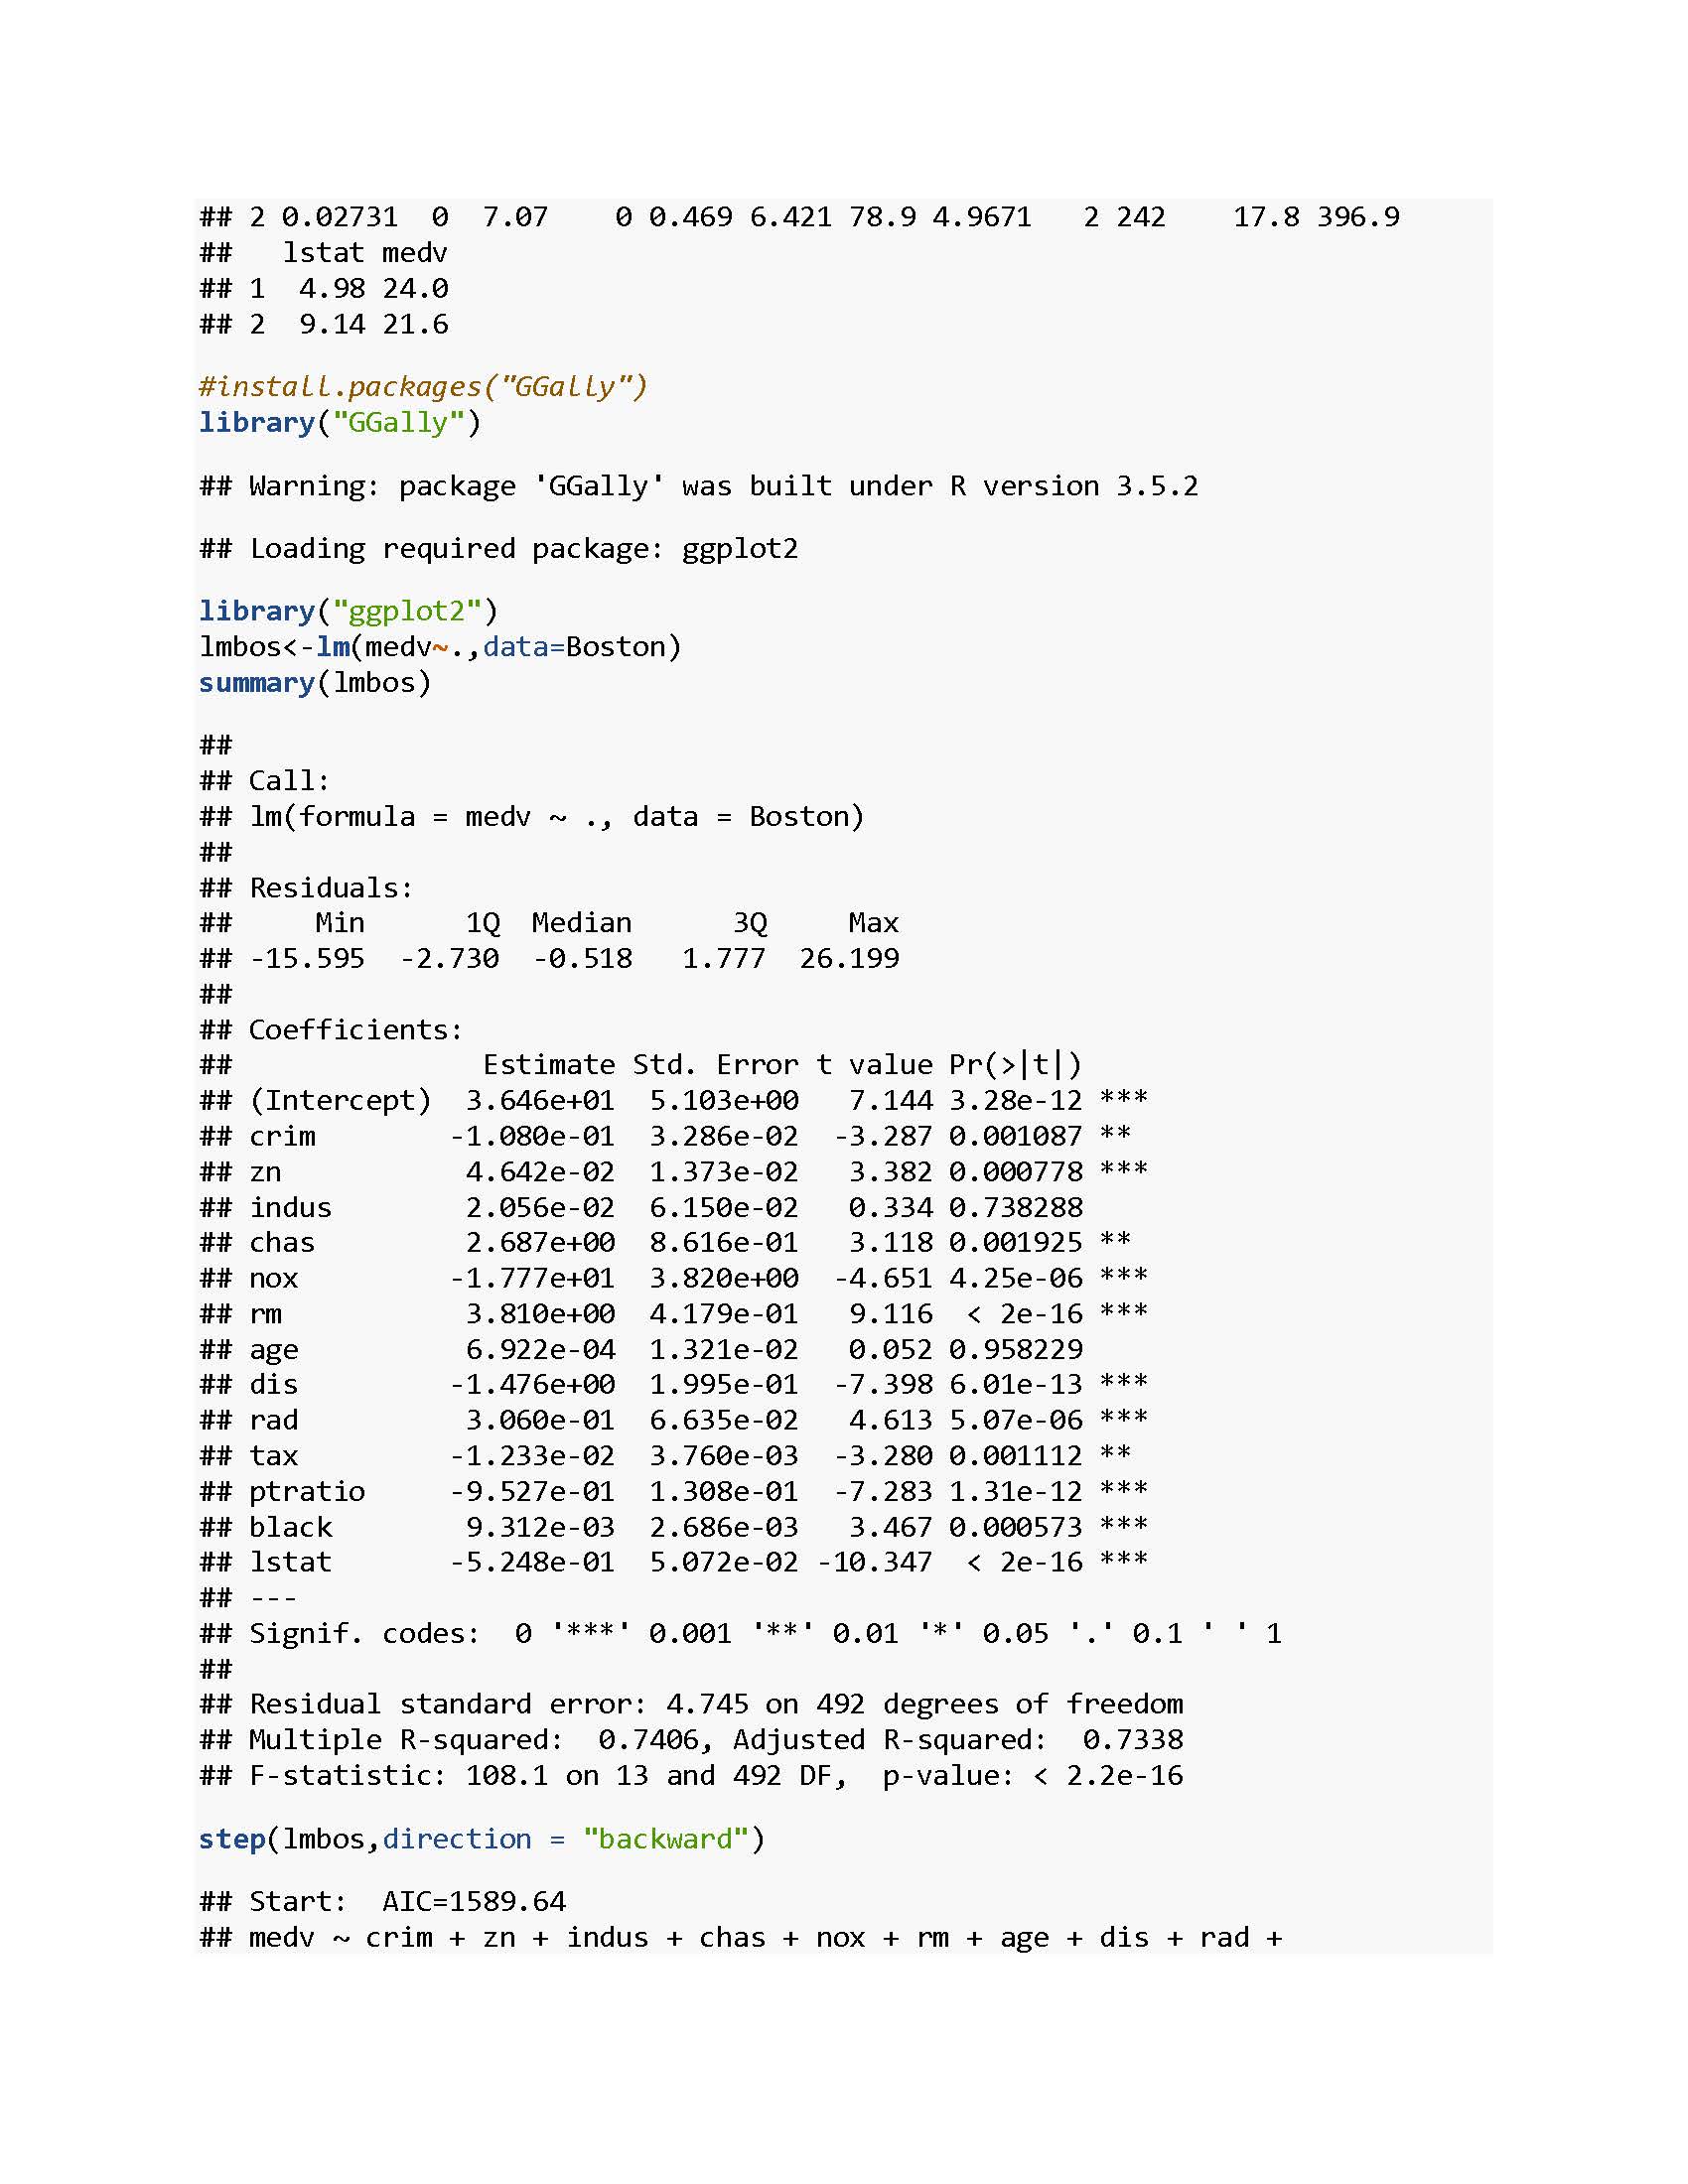 ## 2 0.02731  0  7.07    0 0.469 6.421 78.9 4.9671   2 242    17.8 396.9
##   lstat medv
## 1  4.98 24.0
## 2  9.14 21.6
#install.packages("GGally")
library("GGally")
## Warning: package 'GGally' was built under R version 3.5.2
## Loading required package: ggplot2
library("ggplot2")
lmbos<-lm(medv~.,data=Boston)
summary(lmbos)
##
## Call:
## lm(formula = medv ~ ., data = Boston)
##
## Residuals:
##     Min      1Q  Median      3Q     Max
## -15.595  -2.730  -0.518   1.777  26.199
##
## Coefficients:
##               Estimate Std. Error t value Pr(>|t|)
## (Intercept)  3.646e+01  5.103e+00   7.144 3.28e-12 ***
## crim        -1.080e-01  3.286e-02  -3.287 0.001087 **
## zn           4.642e-02  1.373e-02   3.382 0.000778 ***
## indus        2.056e-02  6.150e-02   0.334 0.738288
## chas         2.687e+00  8.616e-01   3.118 0.001925 **
## nox         -1.777e+01  3.820e+00  -4.651 4.25e-06 ***
## rm           3.810e+00  4.179e-01   9.116  < 2e-16 ***
## age          6.922e-04  1.321e-02   0.052 0.958229
## dis         -1.476e+00  1.995e-01  -7.398 6.01e-13 ***
## rad          3.060e-01  6.635e-02   4.613 5.07e-06 ***
## tax         -1.233e-02  3.760e-03  -3.280 0.001112 **
## ptratio     -9.527e-01  1.308e-01  -7.283 1.31e-12 ***
## black        9.312e-03  2.686e-03   3.467 0.000573 ***
## lstat       -5.248e-01  5.072e-02 -10.347  < 2e-16 ***
## ---
## Signif. codes:  0 '***' 0.001 '**' 0.01 '*' 0.05 '.' 0.1 ' ' 1
##
## Residual standard error: 4.745 on 492 degrees of freedom
## Multiple R-squared:  0.7406, Adjusted R-squared:  0.7338
## F-statistic: 108.1 on 13 and 492 DF,  p-value: < 2.2e-16
step(lmbos,direction = "backward")
## Start:  AIC=1589.64
## medv ~ crim + zn + indus + chas + nox + rm + age + dis + rad +